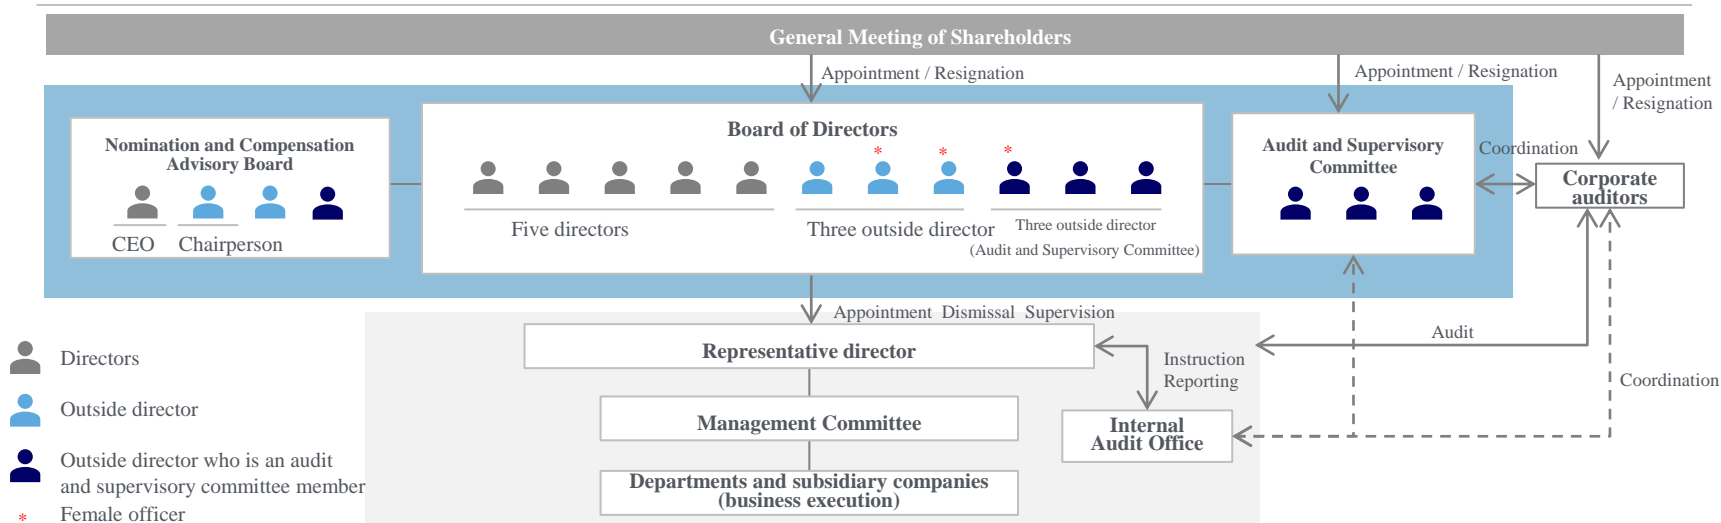 General Meeting of Shareholders
Appointment / Resignation
Appointment / Resignation
Appointment
/ Resignation
Nomination and Compensation
Advisory Board
CEO
Chairperson
Board of Directors
*
*
*
Five directors
Three outside director
Three outside director
(Audit and Supervisory Committee)
Audit and Supervisory
Committee
Coordination
Corporate
auditors
Appointment Dismissal Supervision
Representative director
Instruction
Reporting
Audit
Coordination
Management Committee
Internal
Audit Office
Departments and subsidiary companies
(business execution)
Directors
Outside director
Outside director who is an audit
and supervisory committee member
* Female officer